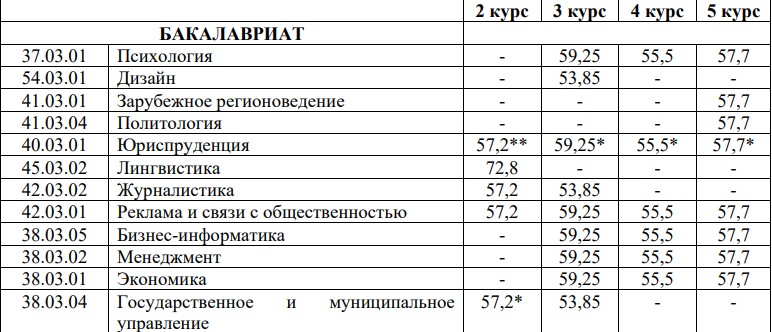 2 курс 3 курс 4 курс 5 курс
БАКАЛАВРИАТ
37.03.01 Психология - 59,25 55,5 57,7
54.03.01 Дизайн - 53,85 - -
41.03.01 Зарубежное регионоведение - - - 57,7
41.03.04 Политология - - - 57,7
40.03.01 Юриспруденция 57,2** 59,25* 55,5* 57,7*
45.03.02 Лингвистика 72,8 - - -
42.03.02 Журналистика 57,2 53,85 - -
42.03.01 Реклама и связи с общественностью 57,2 59,25 55,5 57,7
38.03.05 Бизнес-информатика - 59,25 55,5 57,7
38.03.02 Менеджмент - 59,25 55,5 57,7
38.03.01 Экономика - 59,25 55,5 57,7
38.03.04 Государственное и муниципальное 57,2* 53,85 - -
управление